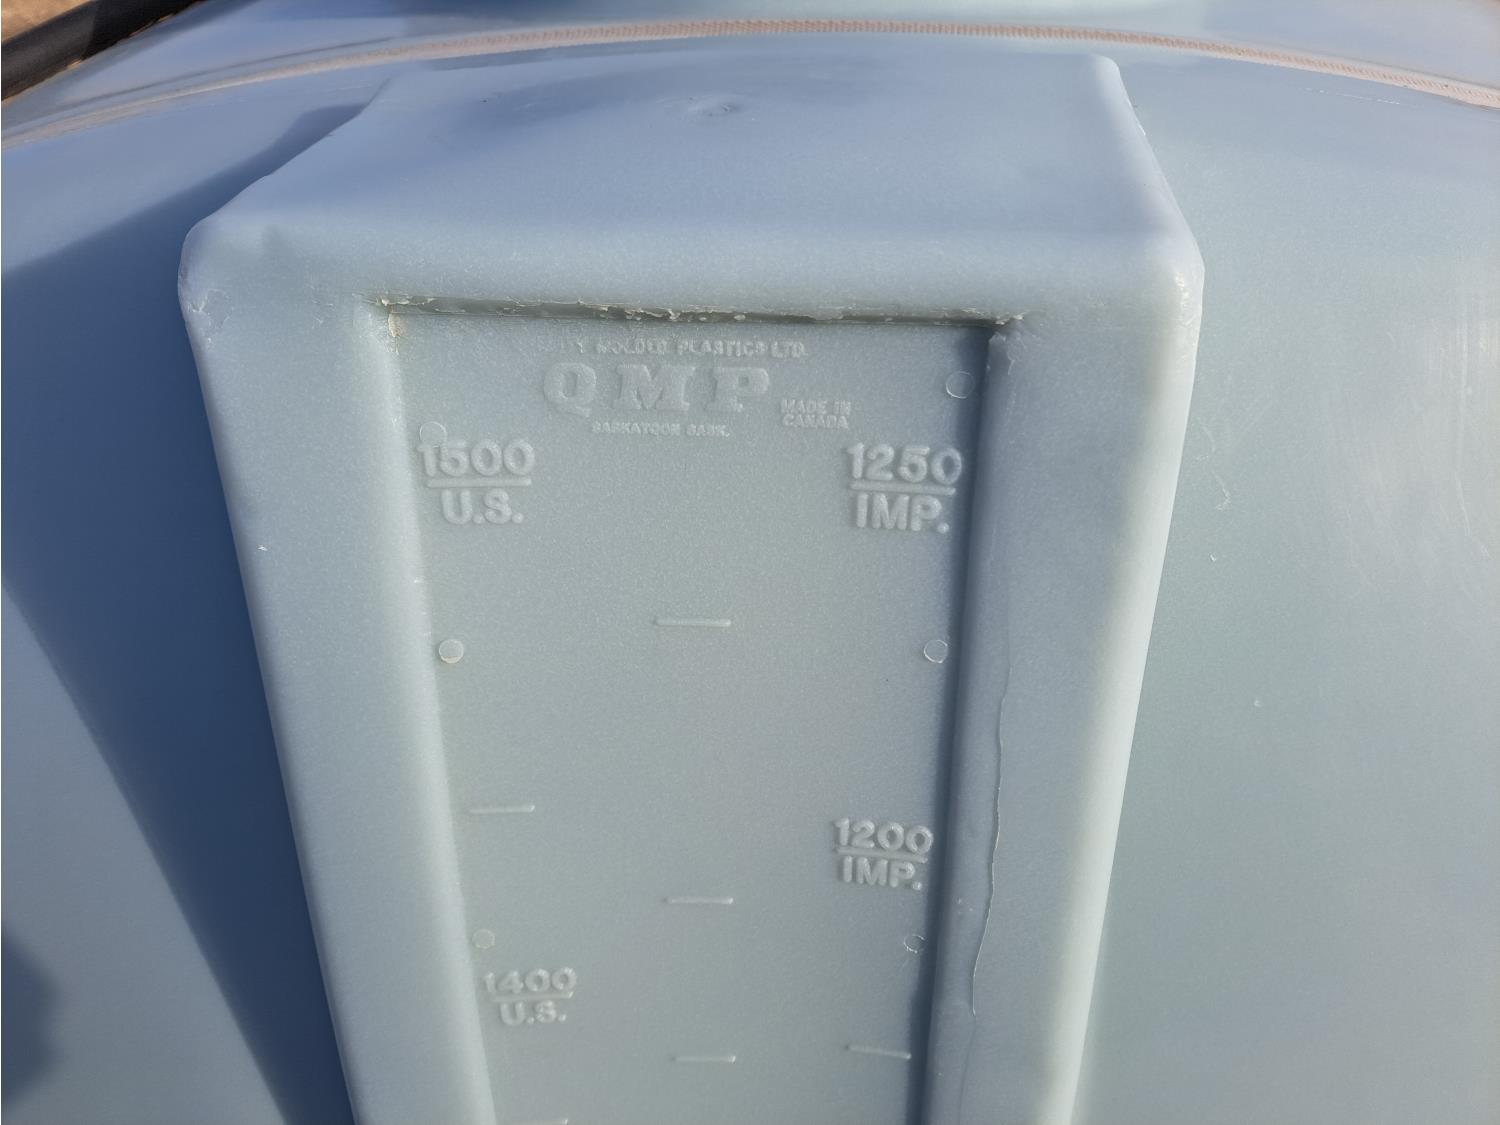 MOLDED PLASTICS LTD.
QMP
MADE IN
CANADA
SASKATOON SASK.
1500
U.S.
1250
IMP.
1200
IMP.
1400
U.S.